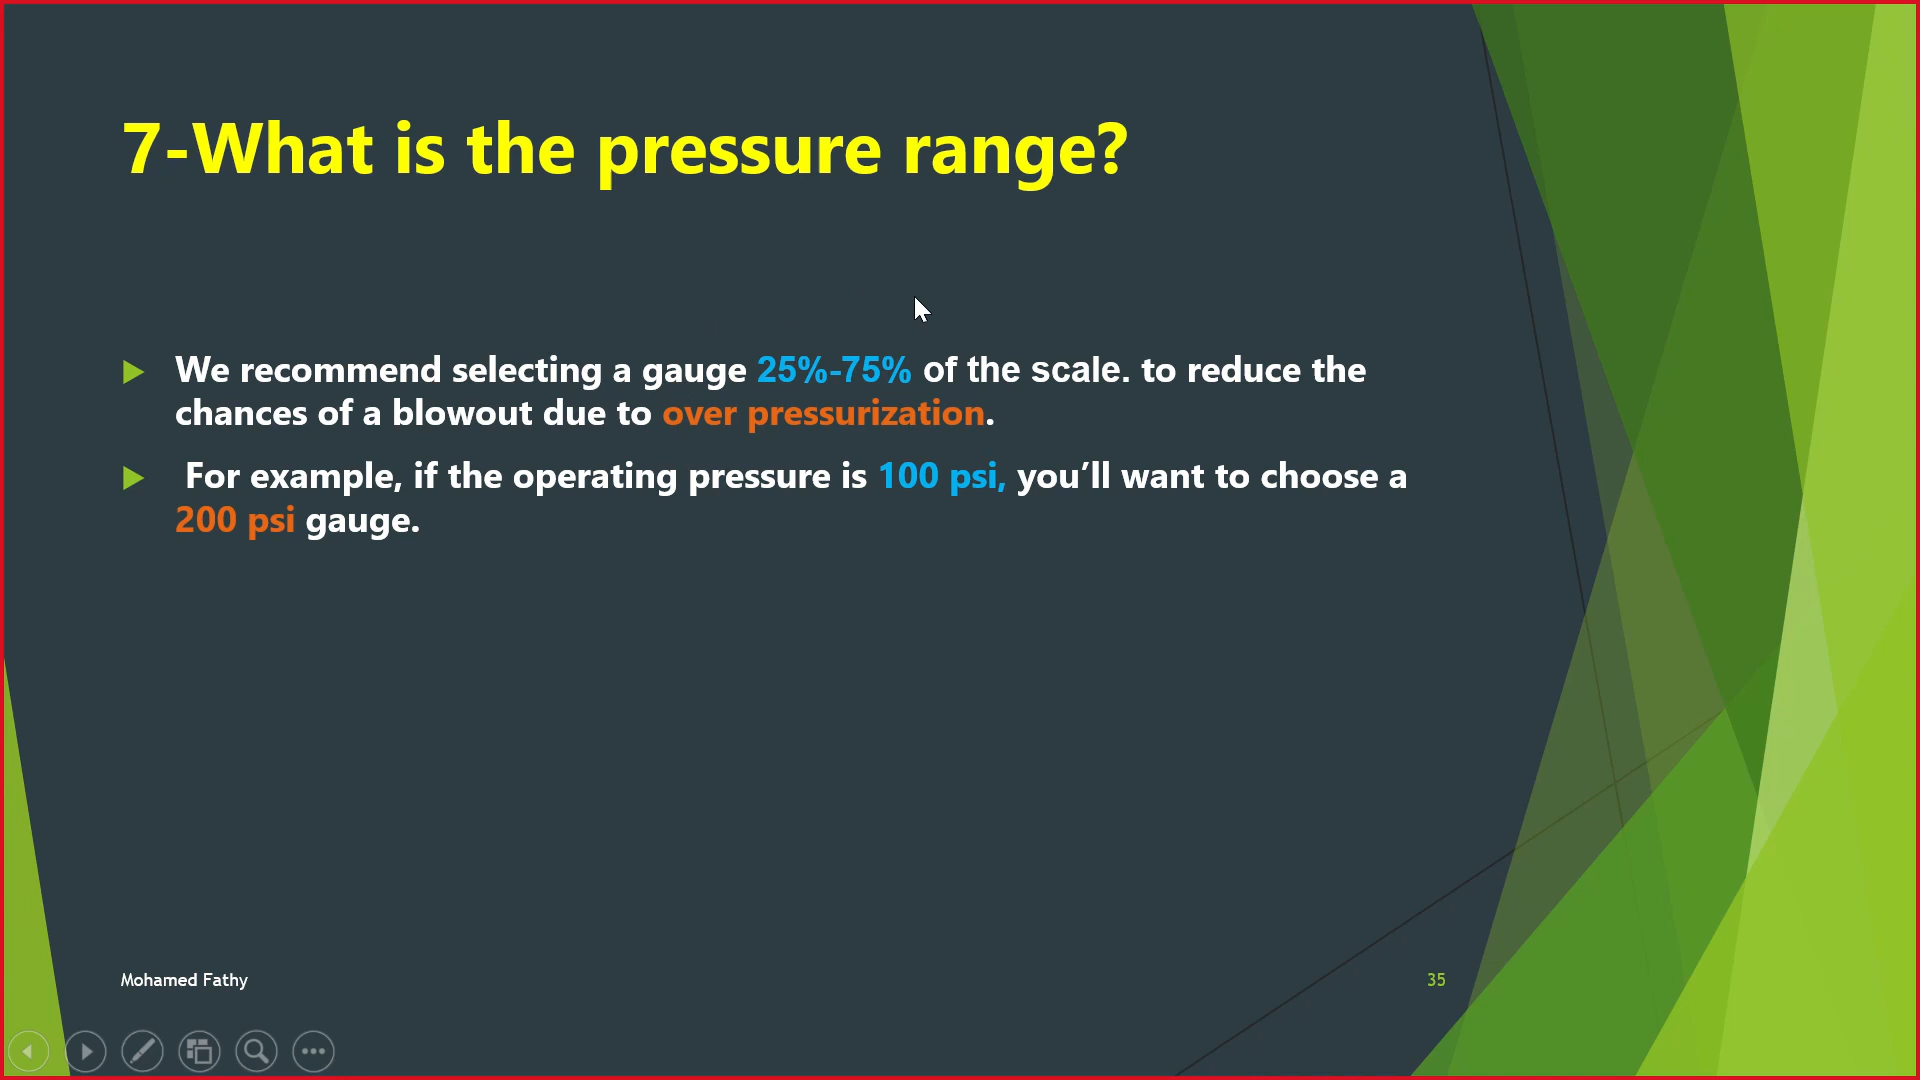 7-What is the pressure range?
We recommend selecting a gauge 25%-75% of the scale. to reduce the
chances of a blowout due to over pressurization.
For example, if the operating pressure is 100 psi, you’ll want to choose a
200 psi gauge.
Mohamed Fathy
35